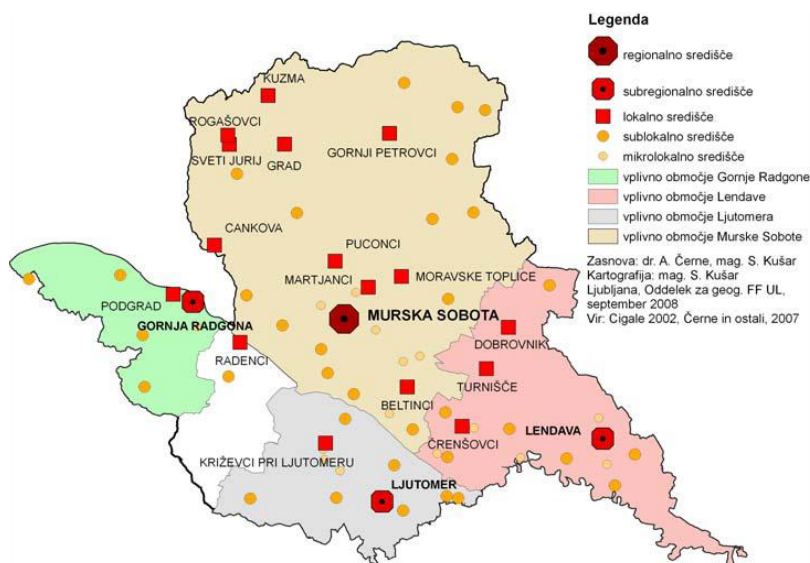 Legenda
regionalno središče
subregionalno središče
lokalno središče
sublokalno središče
mikrolokalno središče
vplivno območje Gornje Radgone
vplivno območje Lendave
vplivno območje Ljutomera
vplivno območje Murske Sobote
Zasnova: dr. A. Černe, mag. S. Kušar
Kartografija: mag. S. Kušar
Ljubljana, Oddelek za geog. FF UL,
september 2008
Vir: Cigale 2002, Černe in ostali, 2007
KUZMA
ROGAŠOVCI
SVETI JURIJ
GRAD
GORNJI PETROVCI
CANKOVA
PUCONCI
MARTJANCI
MORAVSKE TOPLICE
PODGRAD
GORNJA RADGONA
MURSKA SOBOTA
RADENCI
DOBROVNIK
TURNIŠČE
BELTINCI
ČRENŠOVCI
LENDAVA
KRIŽEVCI PRI LJUTOMERU
LJUTOMER